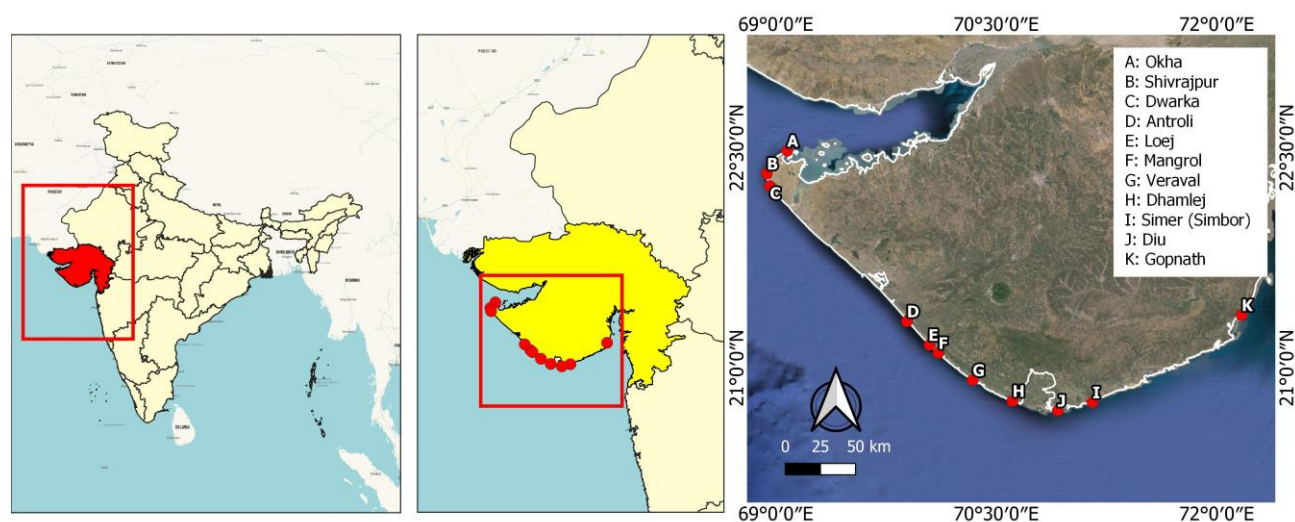 69°0′0″E 70°30′0″E 72°0′0″E
PAKISTAN
A: Okha
B: Shivrajpur
C: Dwarka
D: Antroli
E: Loej
F: Mangrol
G: Veraval
H: Dhamlej
I: Simer (Simbor)
J: Diu
K: Gopnath
22°30′0″N
22°30′0″N
A
B
C
D
E
F
G
H
I
J
K
21°0′0″N
21°0′0″N
0 25 50 km
69°0′0″E 70°30′0″E 72°0′0″E